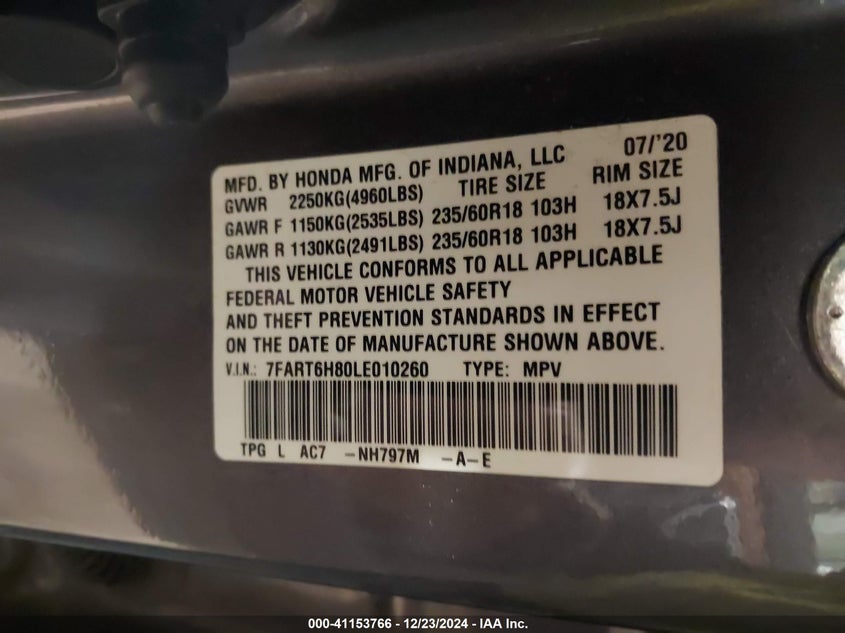 MFD. BY HONDA MFG. OF INDIANA, LLC 07/'20
GVWR 2250KG(4960LBS) TIRE SIZE RIM SIZE
GAWR F 1150KG(2535LBS) 235/60R18 103H 18X7.5J
GAWR R 1130KG(2491LBS) 235/60R18 103H 18X7.5J
THIS VEHICLE CONFORMS TO ALL APPLICABLE
FEDERAL MOTOR VEHICLE SAFETY
AND THEFT PREVENTION STANDARDS IN EFFECT
ON THE DATE OF MANUFACTURE SHOWN ABOVE.
V.I.N.: 7FART6H80LE010260 TYPE: MPV
TPG L AC7 -NH797M -A-E
000-41153766 - 12/23/2024 - IAA Inc.